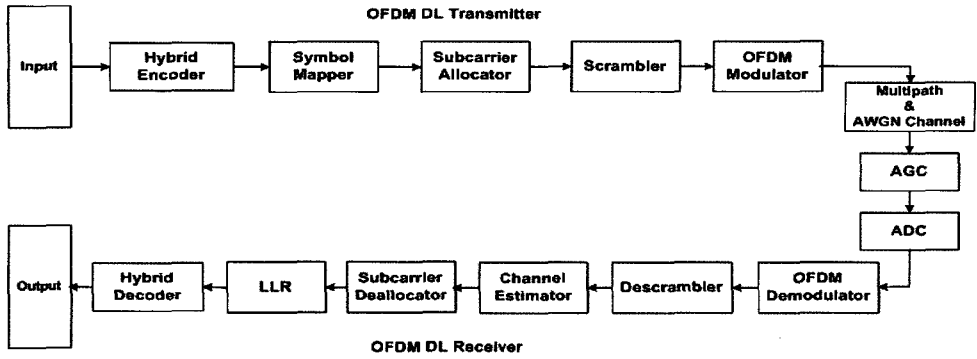 OFDM DL Transmitter
Input
Hybrid
Encoder
Symbol
Mapper
Subcarrier
Allocator
Scrambler
OFDM
Modulator
Multipath
&
AWGN Channel
AGC
ADC
OFDM
Demodulator
Descrambler
Channel
Estimator
Subcarrier
Deallocator
LLR
Hybrid
Decoder
Output
OFDM DL Receiver